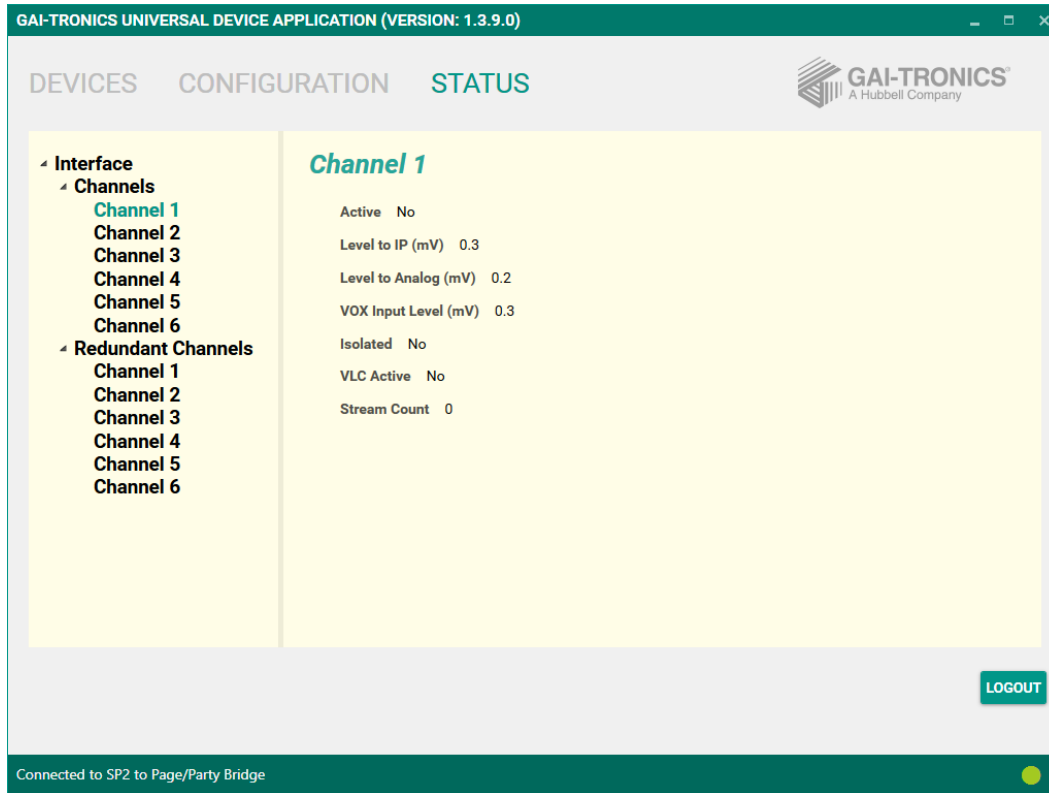 GAI-TRONICS UNIVERSAL DEVICE APPLICATION (VERSION: 1.3.9.0)
DEVICES CONFIGURATION STATUS
GAI-TRONICS®
A Hubbell Company
Interface
Channels
Channel 1
Channel 2
Channel 3
Channel 4
Channel 5
Channel 6
Redundant Channels
Channel 1
Channel 2
Channel 3
Channel 4
Channel 5
Channel 6
Channel 1
Active No
Level to IP (mV) 0.3
Level to Analog (mV) 0.2
VOX Input Level (mV) 0.3
Isolated No
VLC Active No
Stream Count 0
LOGOUT
Connected to SP2 to Page/Party Bridge